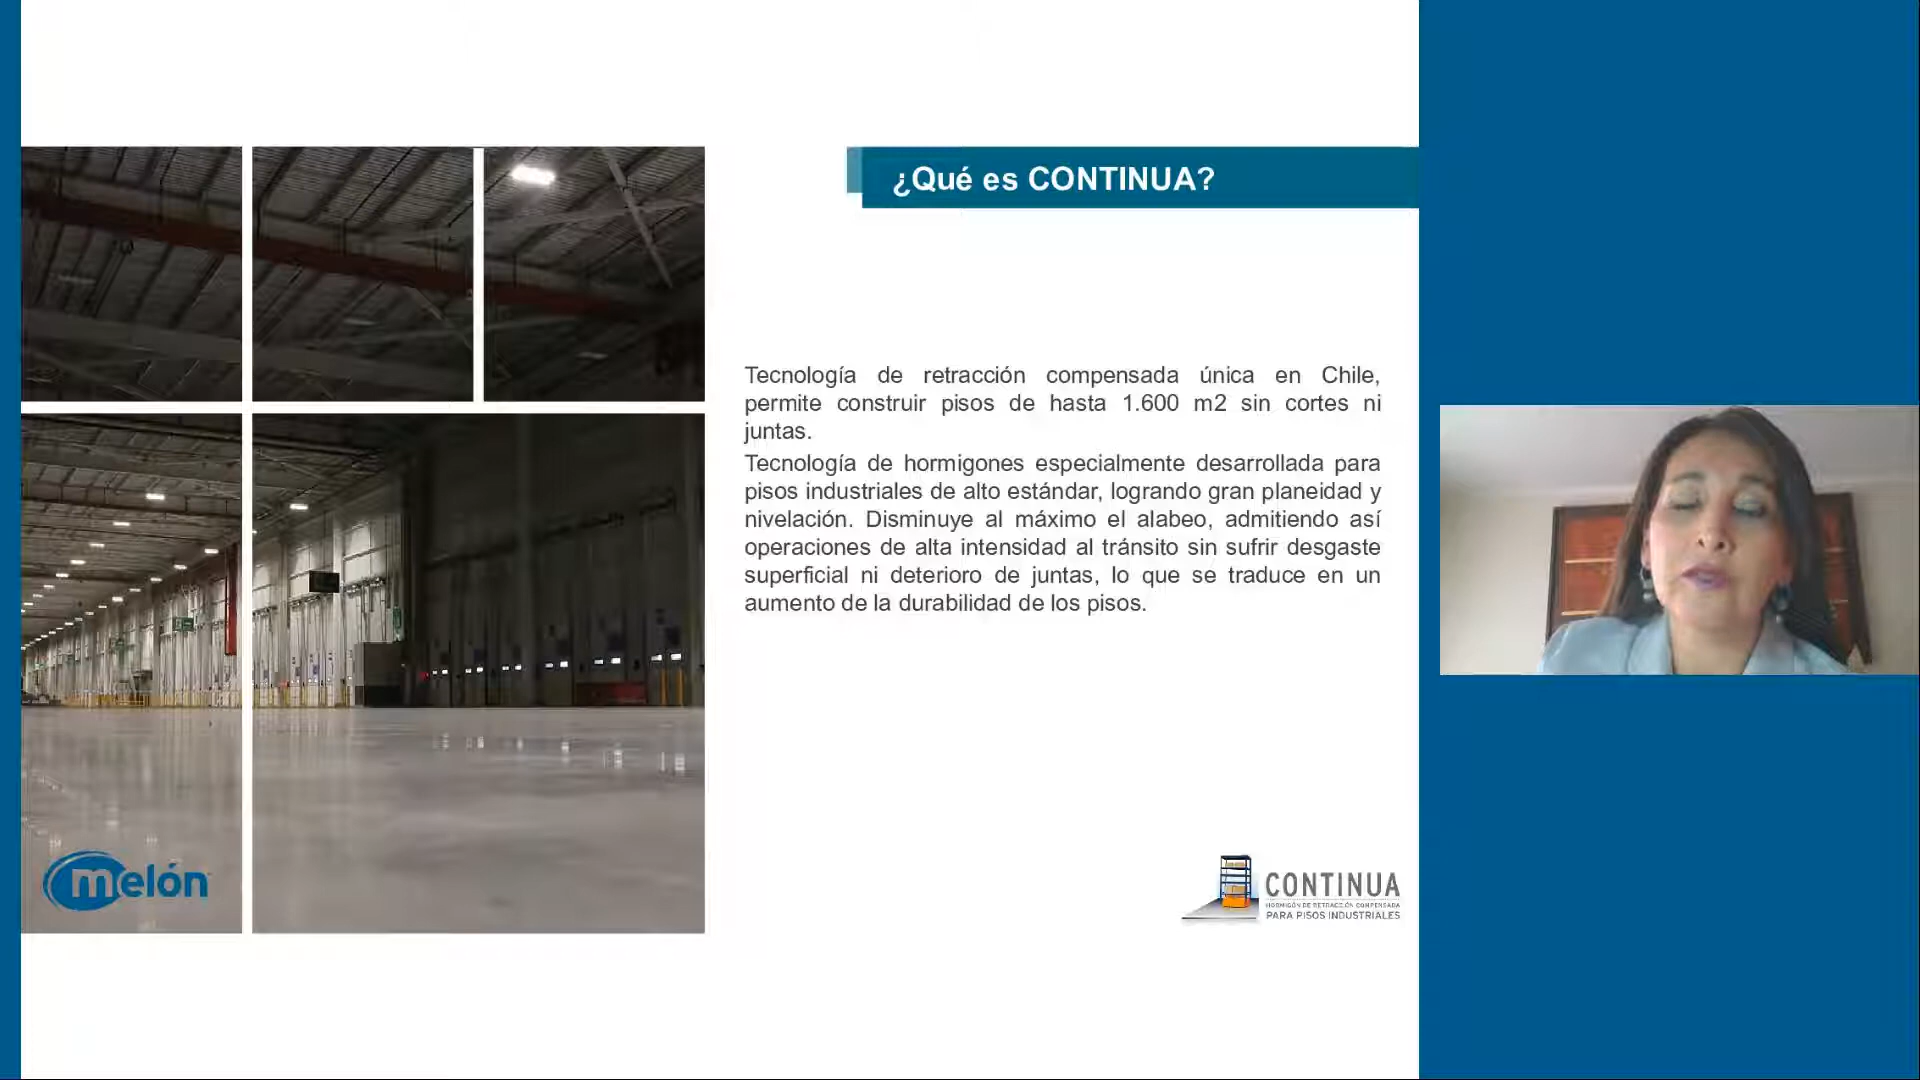 ¿Qué es CONTINUA?
Tecnología de retracción compensada única en Chile,
permite construir pisos de hasta 1.600 m2 sin cortes ni
juntas.
Tecnología de hormigones especialmente desarrollada para
pisos industriales de alto estándar, logrando gran planeidad y
nivelación. Disminuye al máximo el alabeo, admitiendo así
operaciones de alta intensidad al tránsito sin sufrir desgaste
superficial ni deterioro de juntas, lo que se traduce en un
aumento de la durabilidad de los pisos.
melón
CONTINUA
HORMIGÓN DE RETRACCIÓN COMPENSADA
PARA PISOS INDUSTRIALES